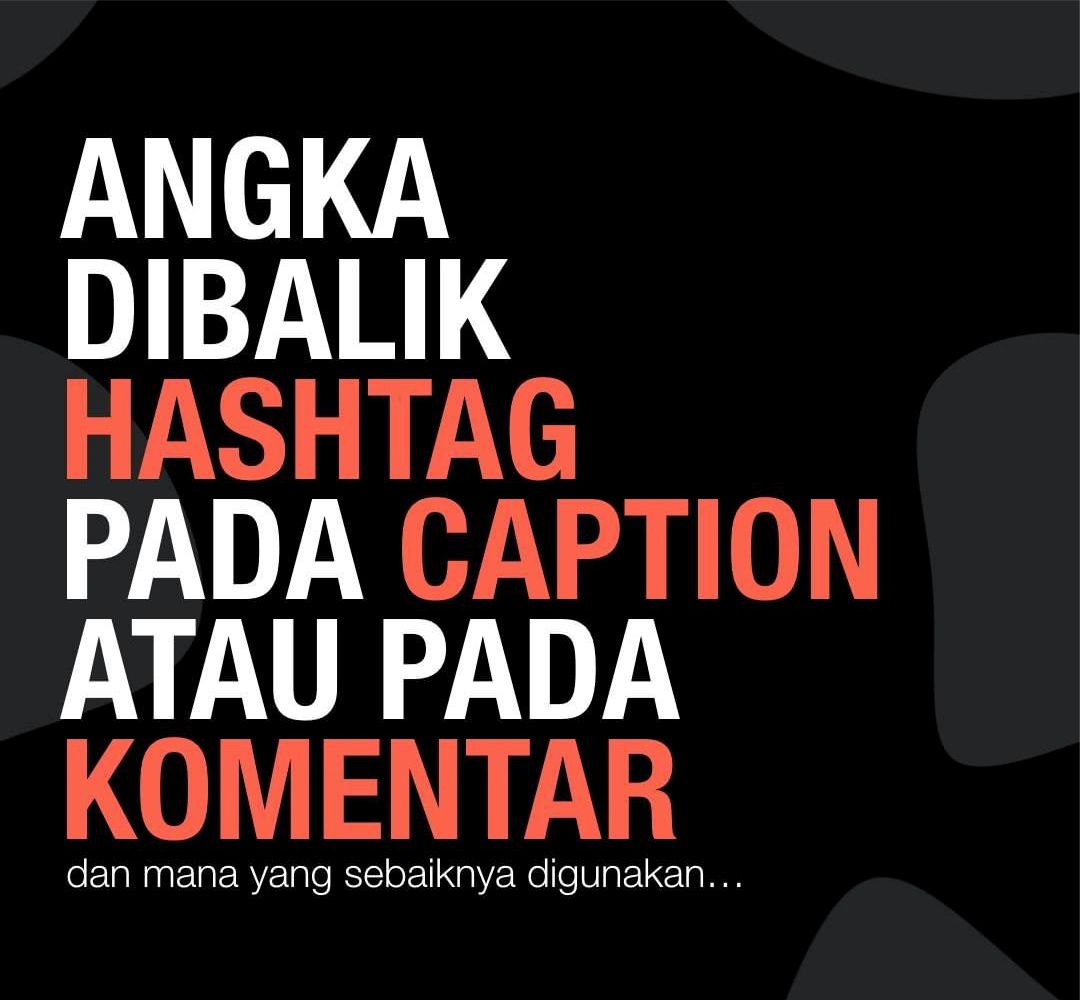 ANGKA
DIBALIK
HASHTAG
PADA CAPTION
ATAU PADA
KOMENTAR
dan mana yang sebaiknya digunakan...